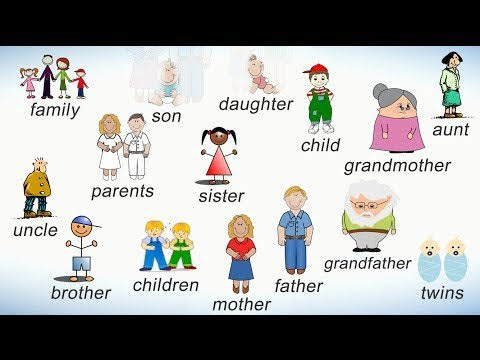 family
son
daughter
child
grandmother
aunt
parents
sister
uncle
brother
children
mother
father
grandfather
twins